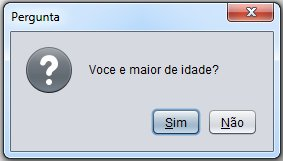 Pergunta
Voce e maior de idade?
Sim
Não